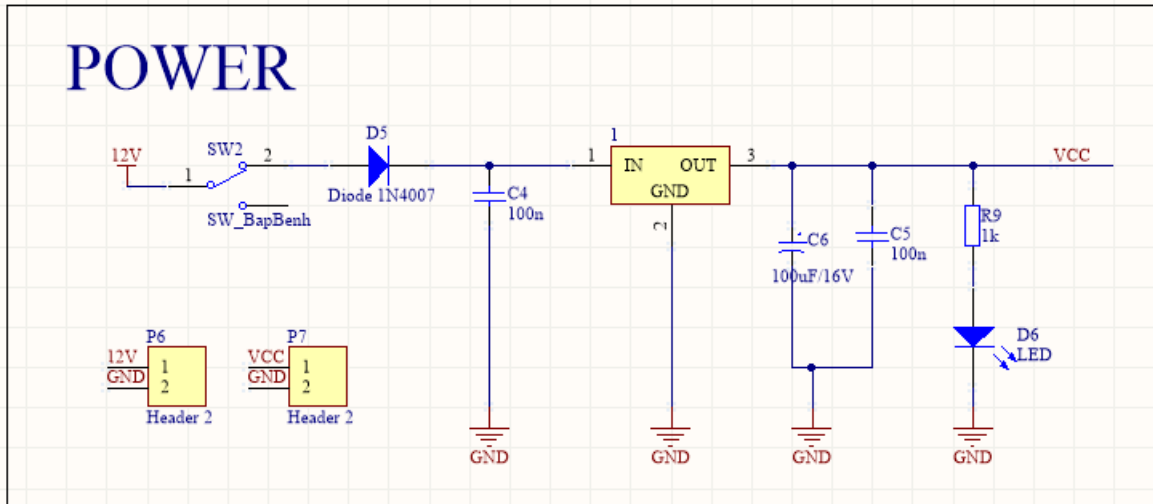 POWER
12V
1
SW2
2
SW_BapBenh
D5
Diode 1N4007
C4
100n
1
1
IN
OUT
GND
3
2
C6
100uF/16V
C5
100n
VCC
R9
1k
D6
LED
P6
12V
GND
1
2
Header 2
P7
VCC
GND
1
2
Header 2
GND
GND
GND
GND